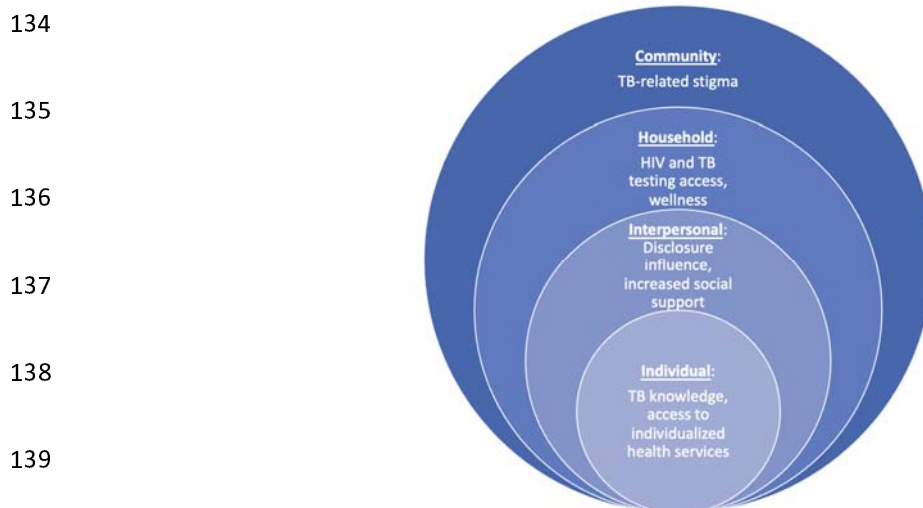 134
Community:
TB-related stigma
135
Household:
HIV and TB
testing access,
wellness
136
Interpersonal:
Disclosure
influence,
increased social
support
137
138
Individual:
TB knowledge,
access to
individualized
health services
139